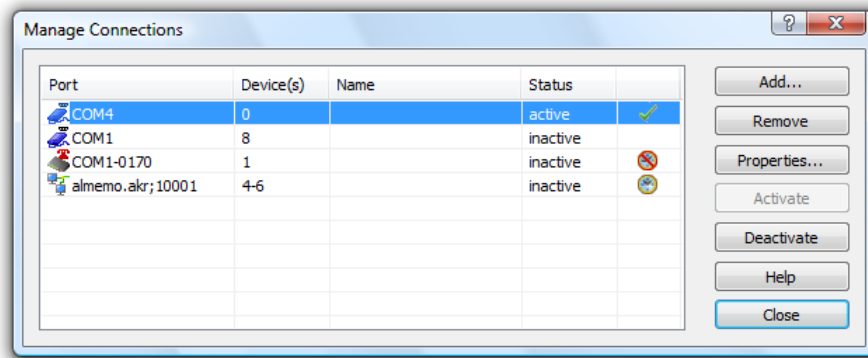 Manage Connections
Port Device(s) Name Status
COM4 0 active
COM1 8 inactive
COM1-0170 1 inactive
almemo.akr;10001 4-6 inactive
Add...
Remove
Properties...
Activate
Deactivate
Help
Close